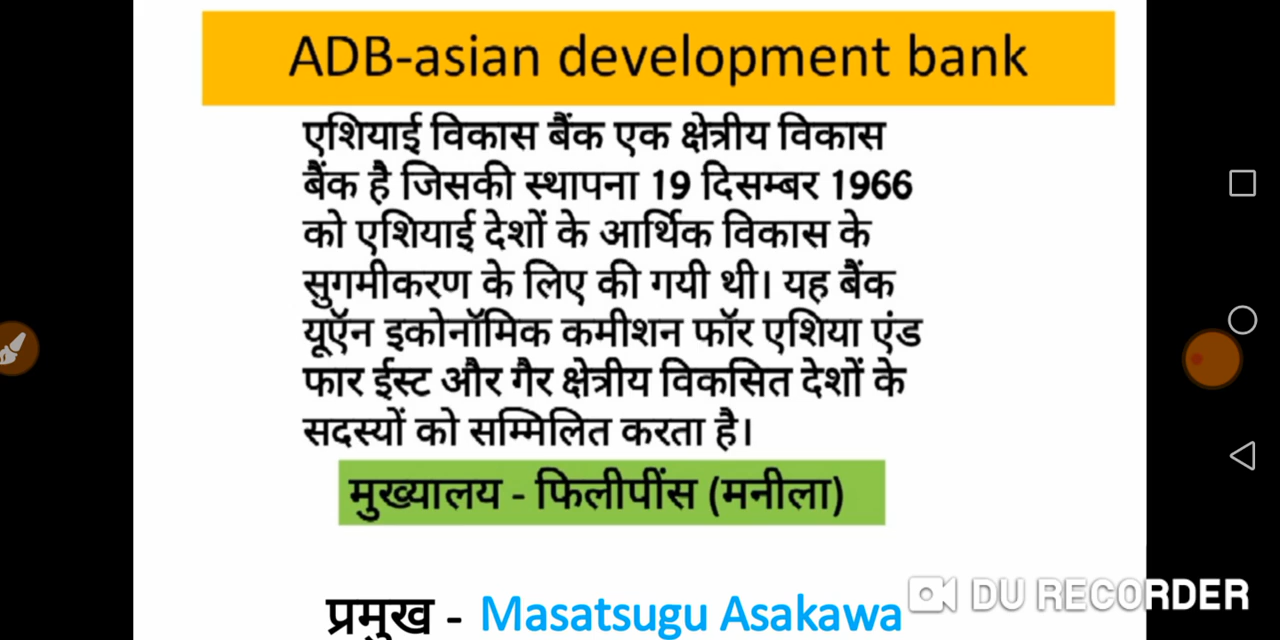 ADB-asian development bank
एशियाई विकास बैंक एक क्षेत्रीय विकास
बैंक है जिसकी स्थापना 19 दिसम्बर 1966
को एशियाई देशों के आर्थिक विकास के
सुगमीकरण के लिए की गयी थी। यह बैंक
यूऍन इकोनॉमिक कमीशन फॉर एशिया एंड
फार ईस्ट और गैर क्षेत्रीय विकसित देशों के
सदस्यों को सम्मिलित करता है।
मुख्यालय - फिलीपींस (मनीला)
प्रमुख - Masatsugu Asakawa
DU RECORDER